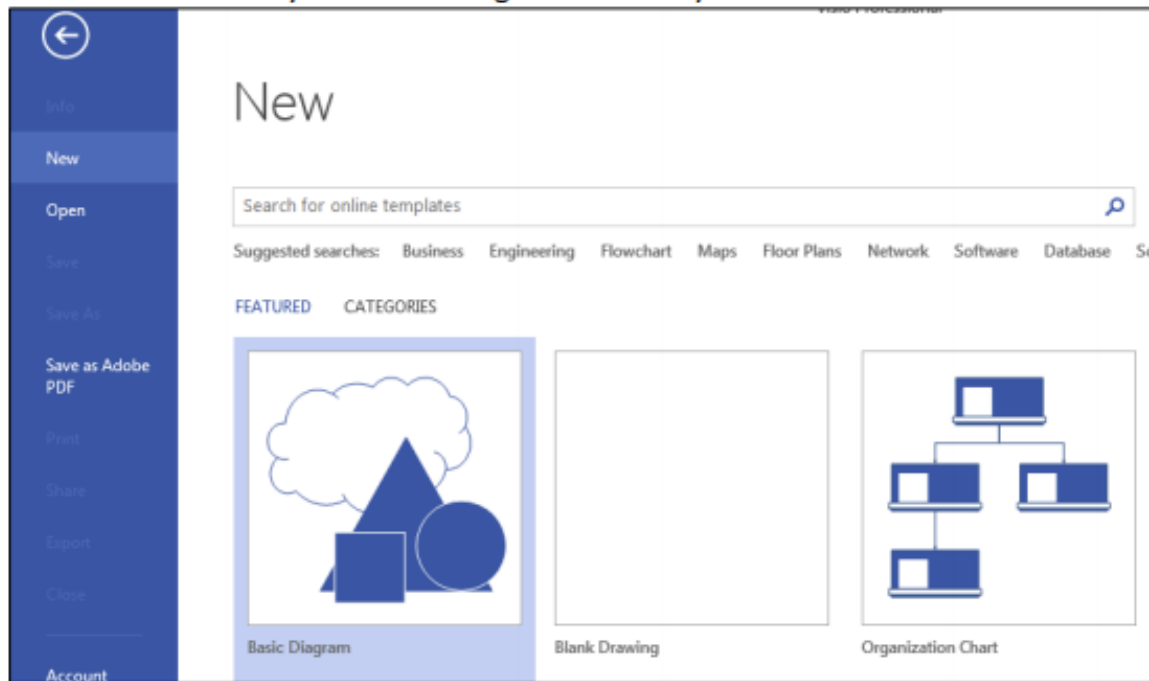 Info
New
Open
Save
Save As
Save as Adobe
PDF
Print
Share
Export
Close
Account
New
Search for online templates
Suggested searches: Business Engineering Flowchart Maps Floor Plans Network Software Database
FEATURED CATEGORIES
Basic Diagram Blank Drawing Organization Chart